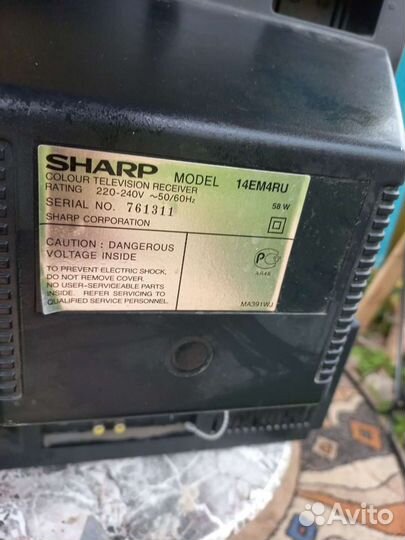 SHARP MODEL 14EM4RU
COLOUR TELEVISION RECEIVER
RATING 220-240V ~50/60Hz 58 W
SERIAL NO. 761311
SHARP CORPORATION
CAUTION : DANGEROUS
VOLTAGE INSIDE
TO PREVENT ELECTRIC SHOCK,
DO NOT REMOVE COVER.
NO USER-SERVICEABLE PARTS
INSIDE. REFER SERVICING TO
QUALIFIED SERVICE PERSONNEL.
АЯ46
MA391WJ
Avito